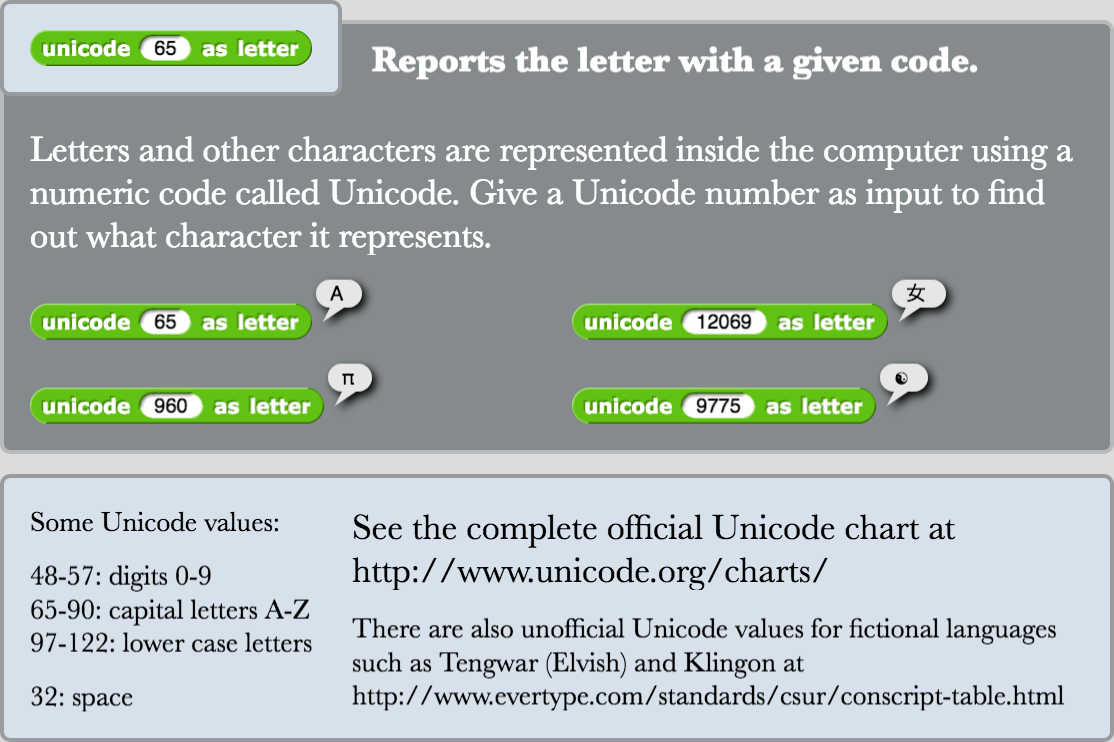 unicode 65 as letter
Reports the letter with a given code.
Letters and other characters are represented inside the computer using a
numeric code called Unicode. Give a Unicode number as input to find
out what character it represents.
unicode 65 as letter A
unicode 12069 as letter 女
unicode 960 as letter π
unicode 9775 as letter ☯
Some Unicode values:
48-57: digits 0-9
65-90: capital letters A-Z
97-122: lower case letters
32: space
See the complete official Unicode chart at
http://www.unicode.org/charts/
There are also unofficial Unicode values for fictional languages
such as Tengwar (Elvish) and Klingon at
http://www.evertype.com/standards/csur/conscript-table.html